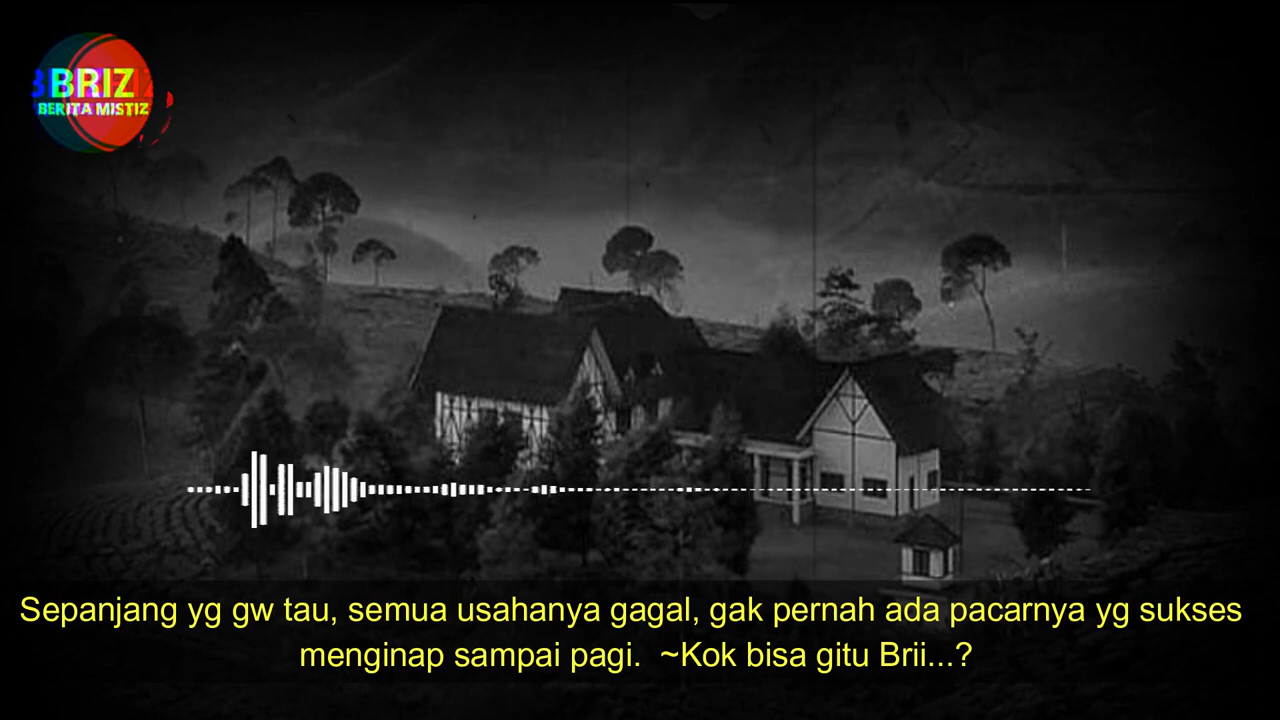 BRIZ
BERITA MISTIZ
Sepanjang yg gw tau, semua usahanya gagal, gak pernah ada pacarnya yg sukses
menginap sampai pagi.  ~Kok bisa gitu Brii...?